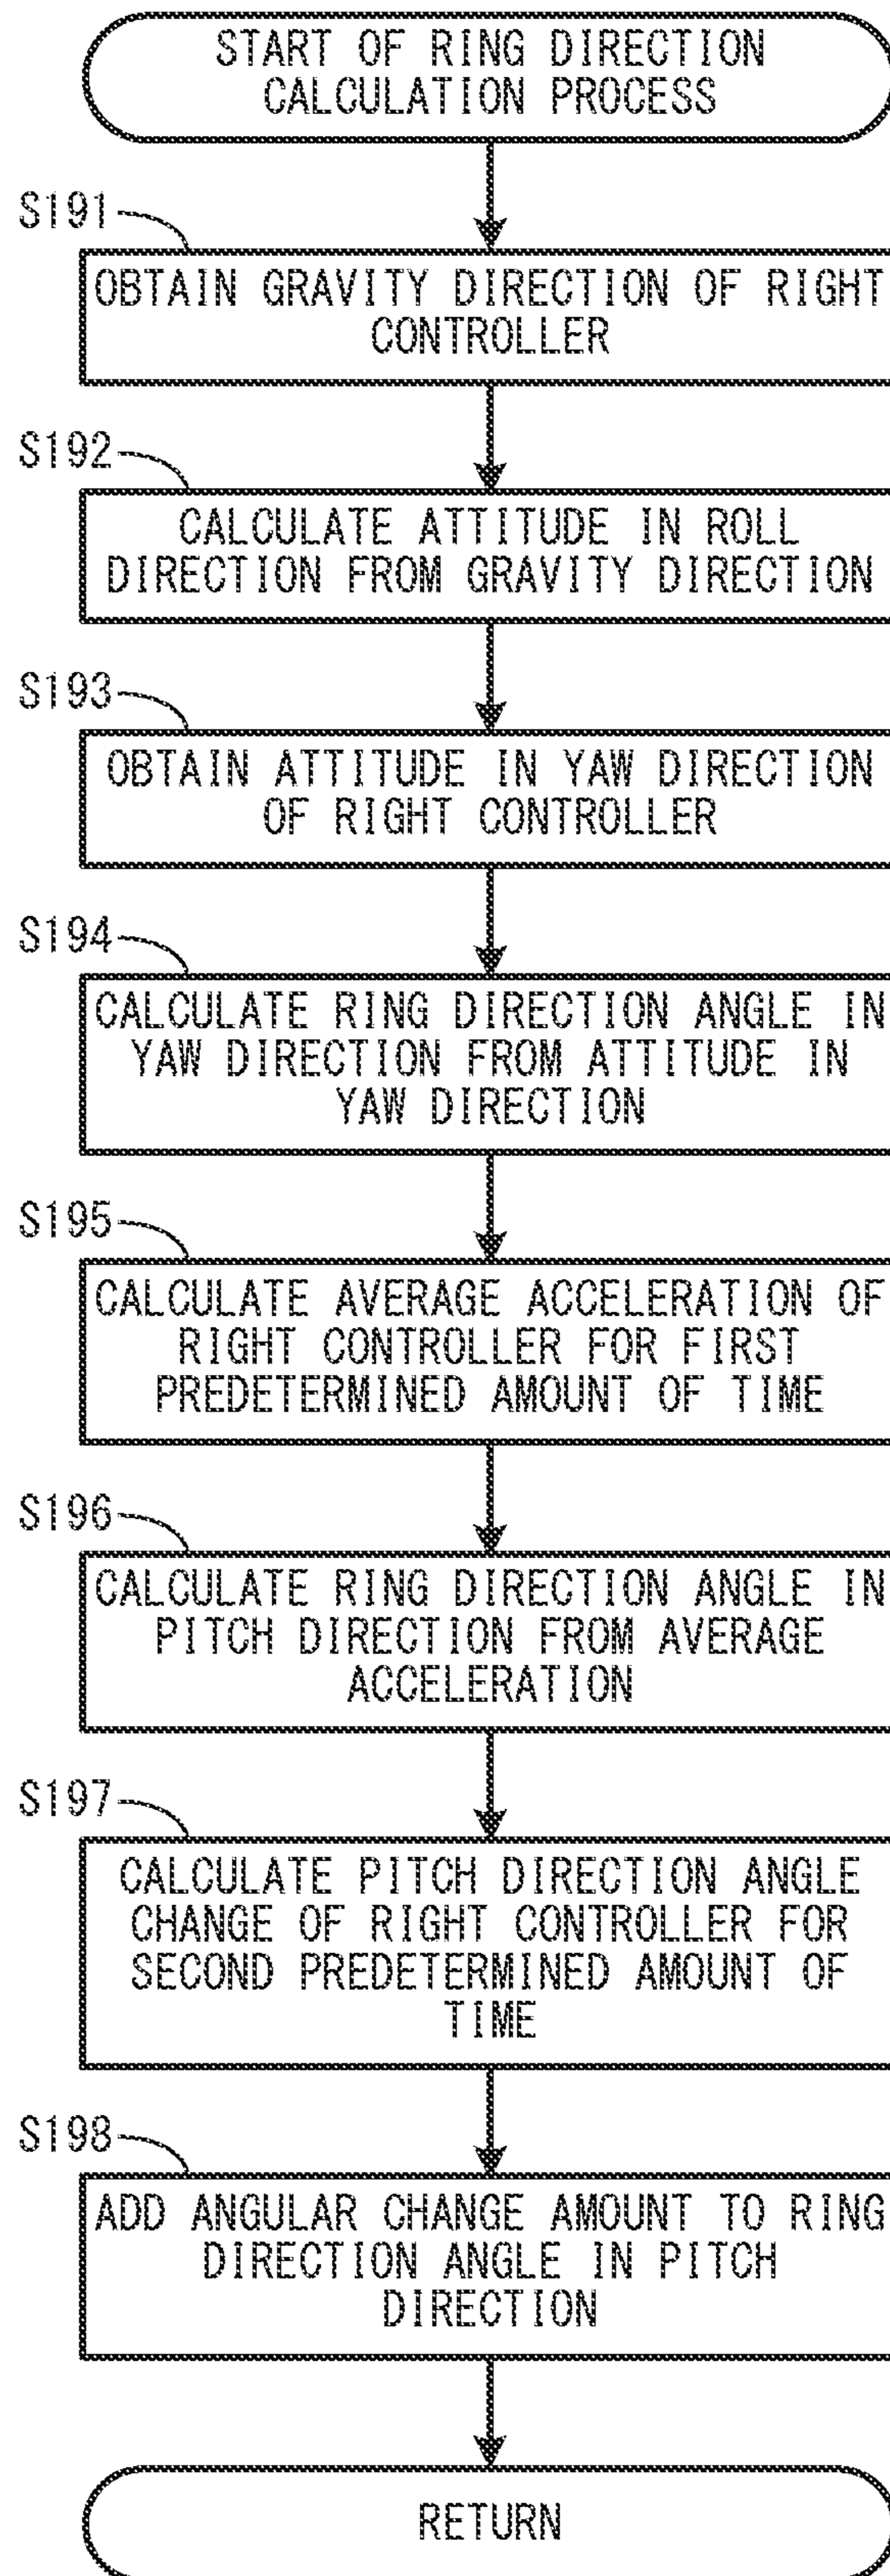 START OF RING DIRECTION
CALCULATION PROCESS
S191
OBTAIN GRAVITY DIRECTION OF RIGHT
CONTROLLER
S192
CALCULATE ATTITUDE IN ROLL
DIRECTION FROM GRAVITY DIRECTION
S193
OBTAIN ATTITUDE IN YAW DIRECTION
OF RIGHT CONTROLLER
S194
CALCULATE RING DIRECTION ANGLE IN
YAW DIRECTION FROM ATTITUDE IN
YAW DIRECTION
S195
CALCULATE AVERAGE ACCELERATION OF
RIGHT CONTROLLER FOR FIRST
PREDETERMINED AMOUNT OF TIME
S196
CALCULATE RING DIRECTION ANGLE IN
PITCH DIRECTION FROM AVERAGE
ACCELERATION
S197
CALCULATE PITCH DIRECTION ANGLE
CHANGE OF RIGHT CONTROLLER FOR
SECOND PREDETERMINED AMOUNT OF
TIME
S198
ADD ANGULAR CHANGE AMOUNT TO RING
DIRECTION ANGLE IN PITCH
DIRECTION
RETURN